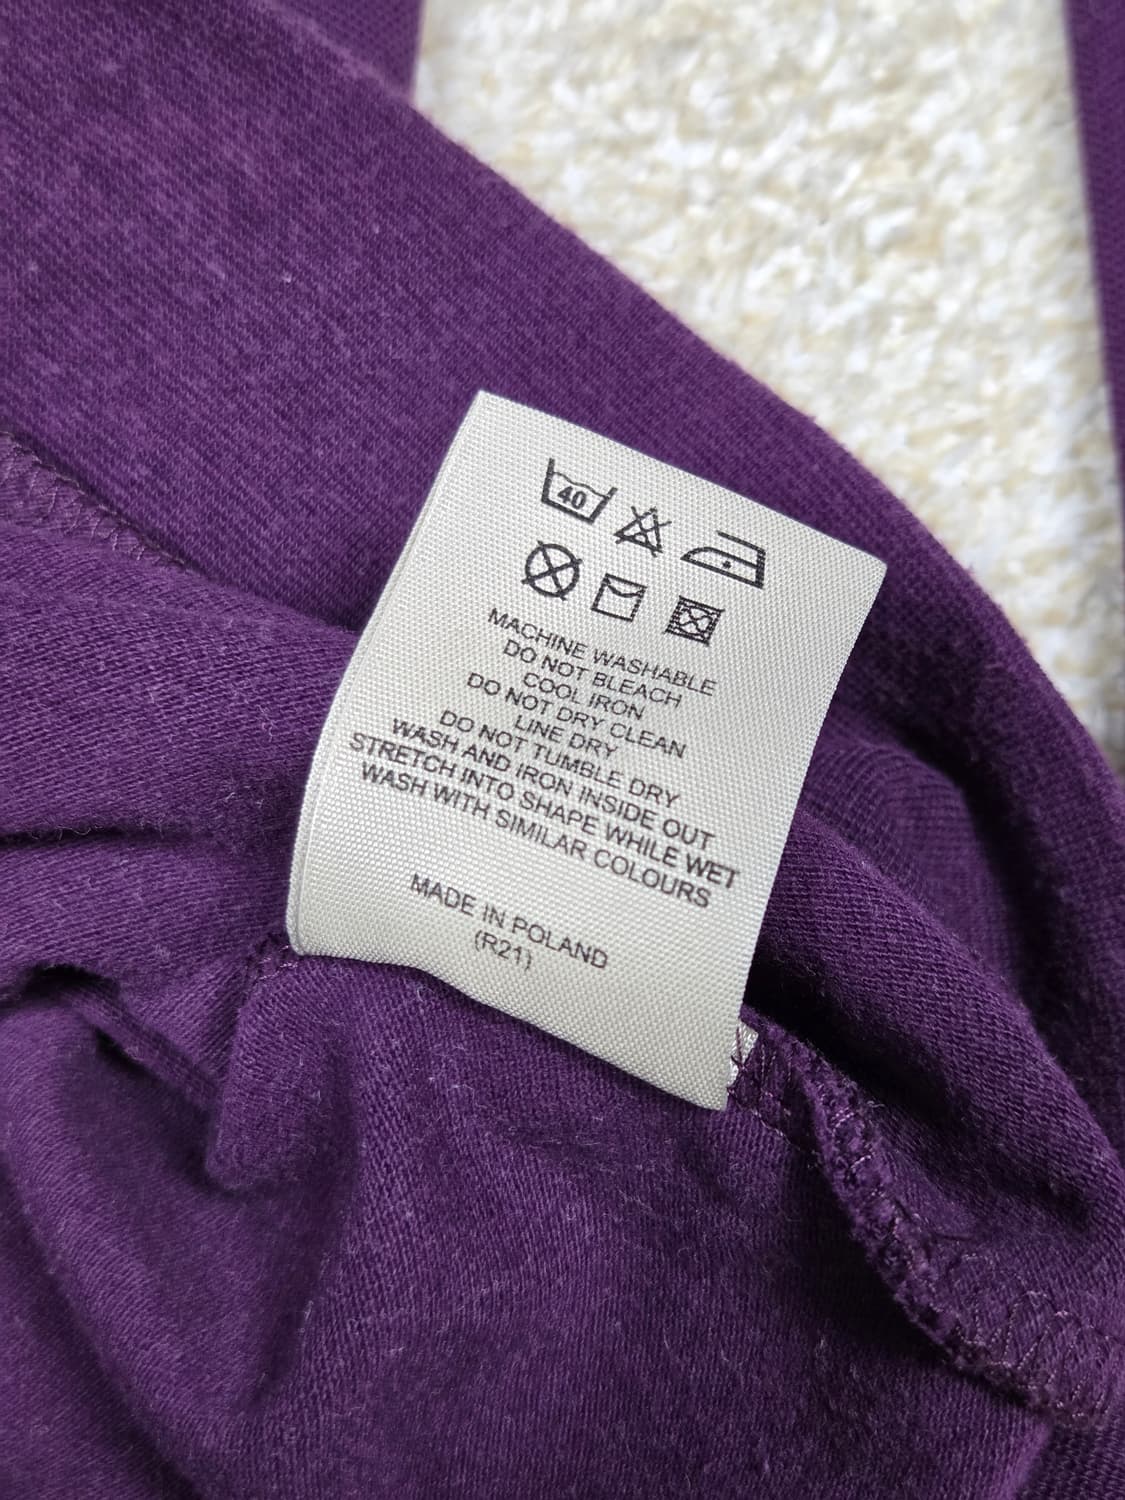 40
MACHINE WASHABLE
DO NOT BLEACH
COOL IRON
DO NOT DRY CLEAN
LINE DRY
DO NOT TUMBLE DRY
WASH AND IRON INSIDE OUT
STRETCH INTO SHAPE WHILE WET
WASH WITH SIMILAR COLOURS
MADE IN POLAND
(R21)